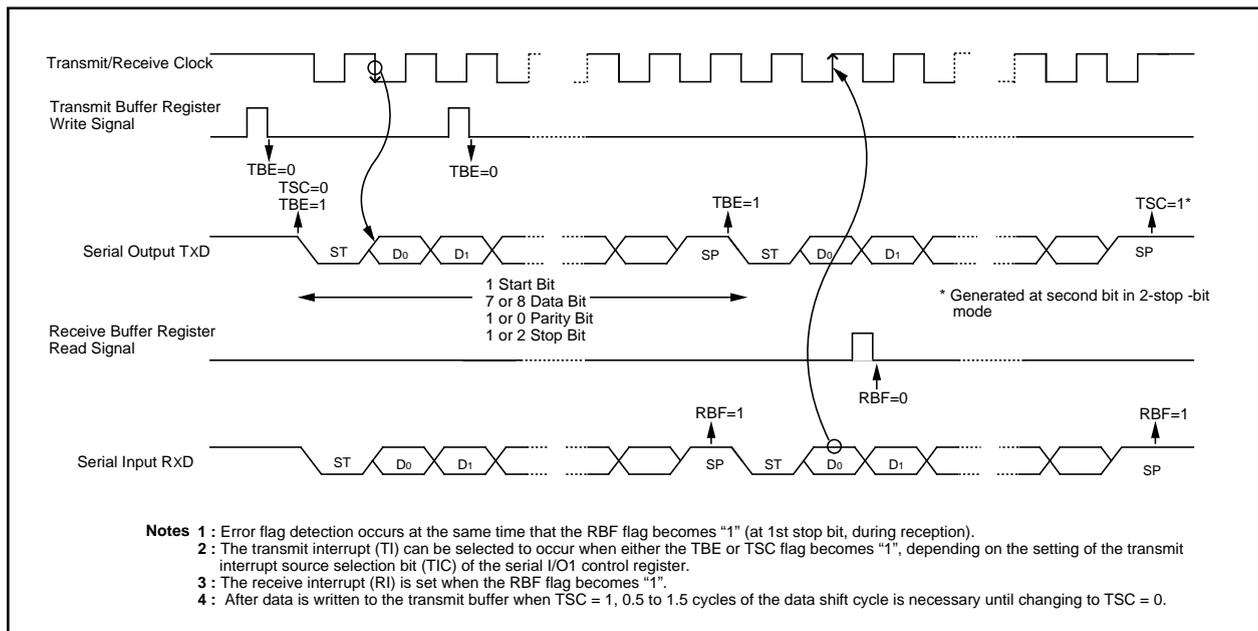 Transmit/Receive Clock
Transmit Buffer Register
Write Signal
TBE=0
TBE=0
TSC=0
TBE=1
TBE=1
TSC=1*
Serial Output TXD
ST
D0
D1
SP
ST
D0
D1
SP
1 Start Bit
7 or 8 Data Bit
1 or 0 Parity Bit
1 or 2 Stop Bit
* Generated at second bit in 2-stop -bit
mode
Receive Buffer Register
Read Signal
RBF=0
RBF=1
RBF=1
Serial Input RXD
ST
D0
D1
SP
ST
D0
D1
SP
Notes 1 : Error flag detection occurs at the same time that the RBF flag becomes “1” (at 1st stop bit, during reception).
2 : The transmit interrupt (TI) can be selected to occur when either the TBE or TSC flag becomes “1”, depending on the setting of the transmit
interrupt source selection bit (TIC) of the serial I/O1 control register.
3 : The receive interrupt (RI) is set when the RBF flag becomes “1”.
4 : After data is written to the transmit buffer when TSC = 1, 0.5 to 1.5 cycles of the data shift cycle is necessary until changing to TSC = 0.